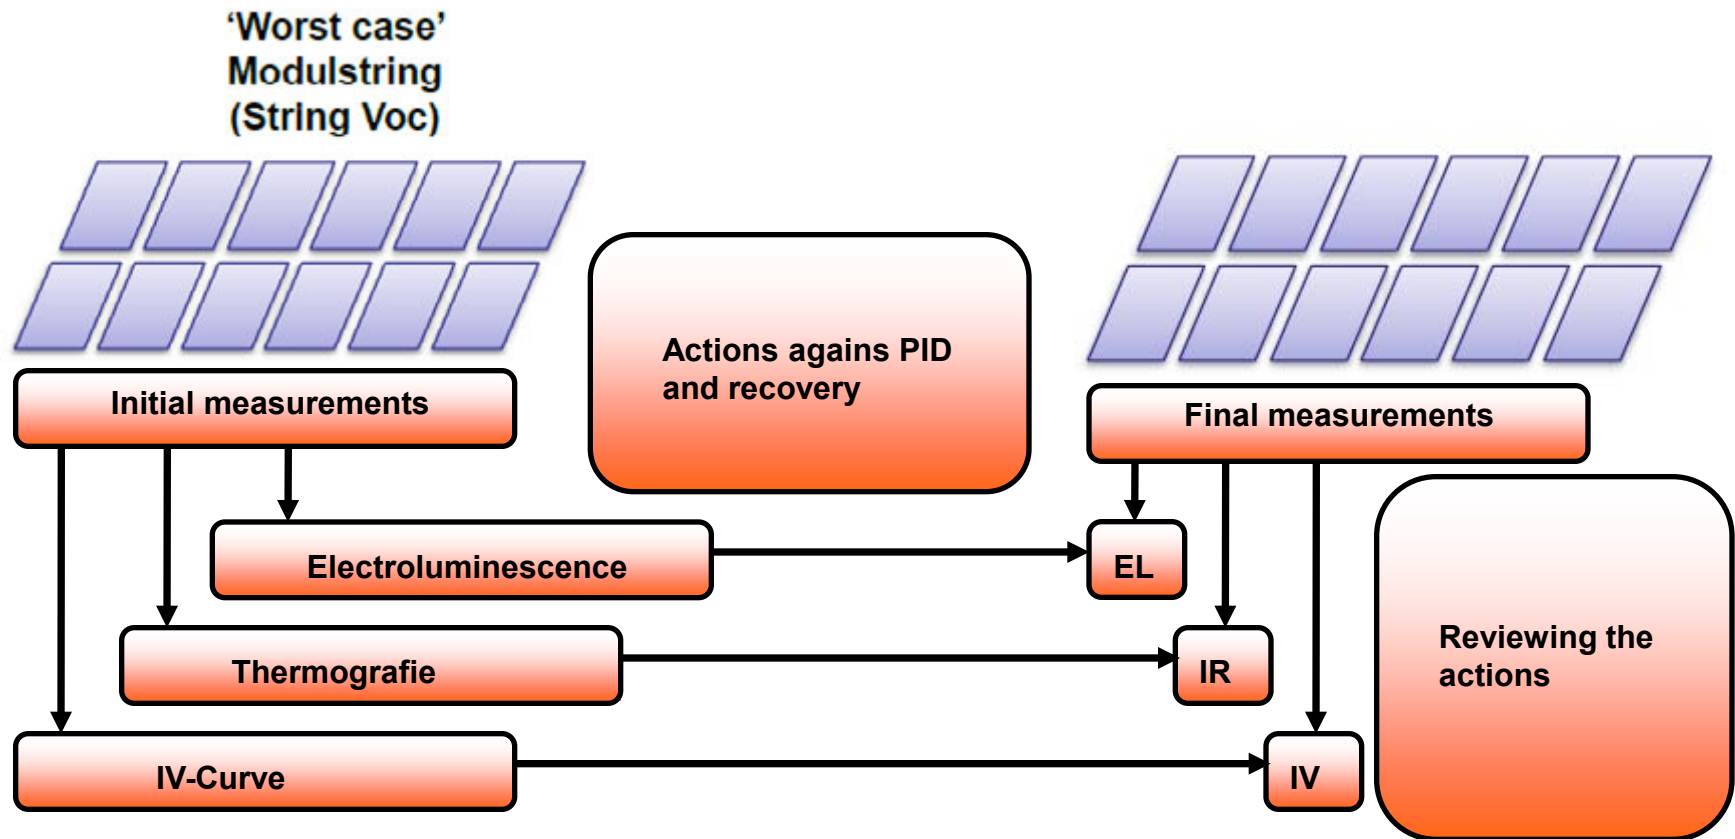 ‘Worst case’
Modulstring
(String Voc)
Initial measurements
Actions agains PID
and recovery
Final measurements
Electroluminescence
EL
Thermografie
IR
Reviewing the
actions
IV-Curve
IV